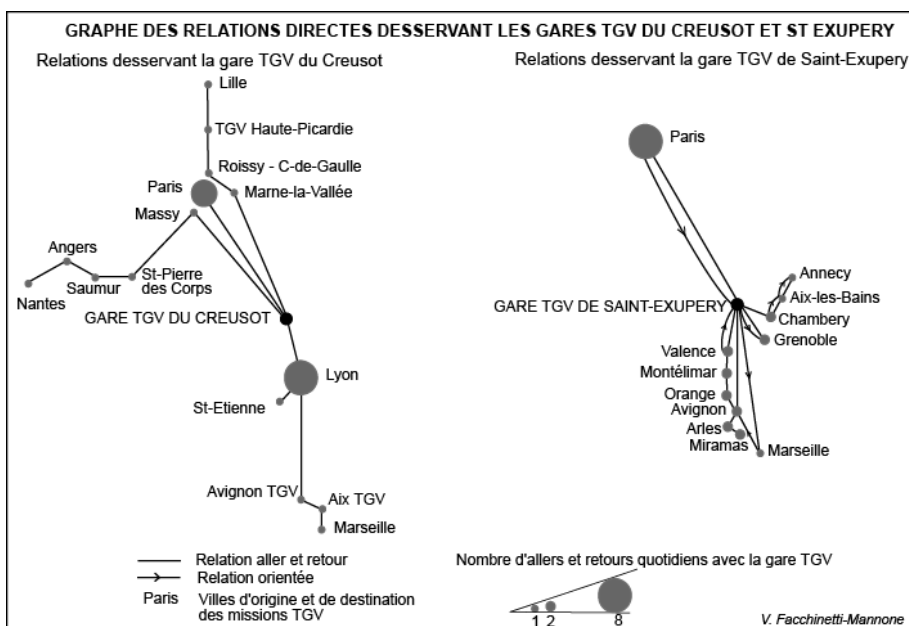 GRAPHE DES RELATIONS DIRECTES DESSERVANT LES GARES TGV DU CREUSOT ET ST EXUPERY
Relations desservant la gare TGV du Creusot
Lille
TGV Haute-Picardie
Roissy - C-de-Gaulle
Paris
Marne-la-Vallée
Massy
Angers
St-Pierre
des Corps
Saumur
Nantes
GARE TGV DU CREUSOT
Lyon
St-Etienne
Avignon TGV
Aix TGV
Marseille
Relations desservant la gare TGV de Saint-Exupery
Paris
Annecy
Aix-les-Bains
GARE TGV DE SAINT-EXUPERY
Chambery
Grenoble
Valence
Montélimar
Orange
Avignon
Arles
Miramas
Marseille
Relation aller et retour
Relation orientée
Paris Villes d'origine et de destination
des missions TGV
Nombre d'allers et retours quotidiens avec la gare TGV
1 2 8
V. Facchinetti-Mannone